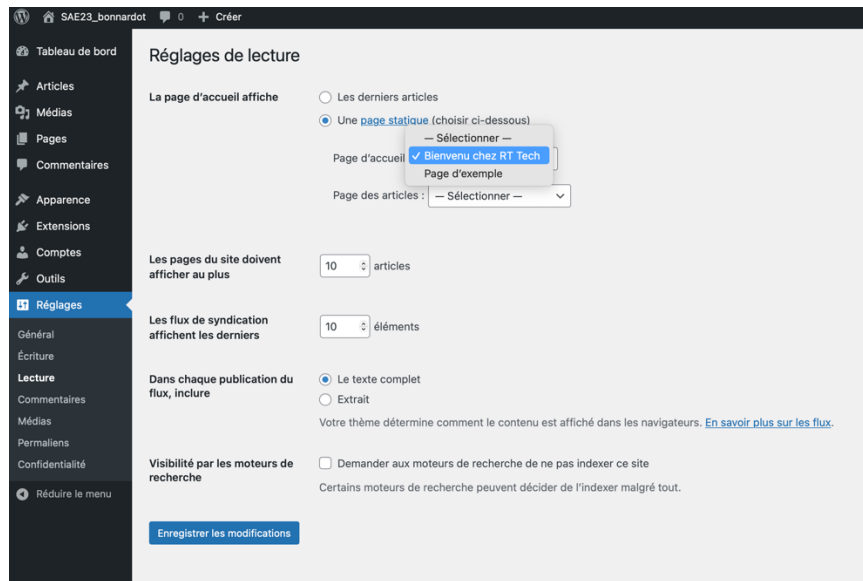 SAE23_bonnardot 0 + Créer
Tableau de bord
Articles
Médias
Pages
Commentaires
Apparence
Extensions
Comptes
Outils
Réglages
Général
Écriture
Lecture
Commentaires
Médias
Permaliens
Confidentialité
Réduire le menu
Réglages de lecture
La page d’accueil affiche
Les derniers articles
Une page statique (choisir ci-dessous)
— Sélectionner —
Page d’accueil ✓ Bienvenu chez RT Tech
Page d’exemple
Page des articles : — Sélectionner —
Les pages du site doivent
afficher au plus
10 articles
Les flux de syndication
affichent les derniers
10 éléments
Dans chaque publication du
flux, inclure
Le texte complet
Extrait
Votre thème détermine comment le contenu est affiché dans les navigateurs. En savoir plus sur les flux.
Visibilité par les moteurs de
recherche
Demander aux moteurs de recherche de ne pas indexer ce site
Certains moteurs de recherche peuvent décider de l’indexer malgré tout.
Enregistrer les modifications